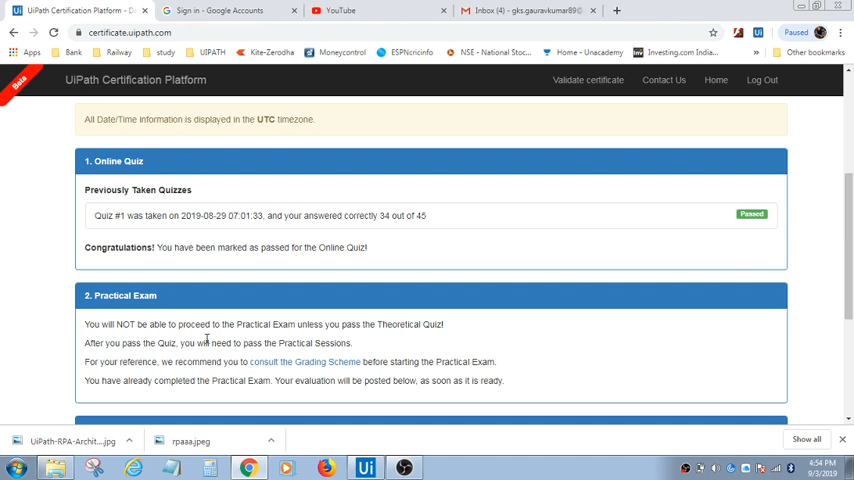 UiPath Certification Platform - D
Sign in - Google Accounts
YouTube
Inbox (4) - gks.gauravkumar89@
certificate.uipath.com
Paused
Apps
Bank
Railway
study
UIPATH
Kite-Zerodha
Moneycontrol
ESPNcricinfo
NSE - National Stoc...
Home : Unacademy
Investing.com India...
Other bookmarks
Beta
UiPath Certification Platform
Validate certificate
Contact Us
Home
Log Out
All Date/Time information is displayed in the UTC timezone.
1. Online Quiz
Previously Taken Quizzes
Quiz #1 was taken on 2019-08-29 07:01:33, and your answered correctly 34 out of 45
Passed
Congratulations! You have been marked as passed for the Online Quiz!
2. Practical Exam
You will NOT be able to proceed to the Practical Exam unless you pass the Theoretical Quiz!
After you pass the Quiz, you will need to pass the Practical Sessions.
For your reference, we recommend you to consult the Grading Scheme before starting the Practical Exam.
You have already completed the Practical Exam. Your evaluation will be posted below, as soon as it is ready.
UiPath-RPA-Archit....jpg
rpaaa.jpeg
Show all
Ui
4:54 PM
9/3/2019